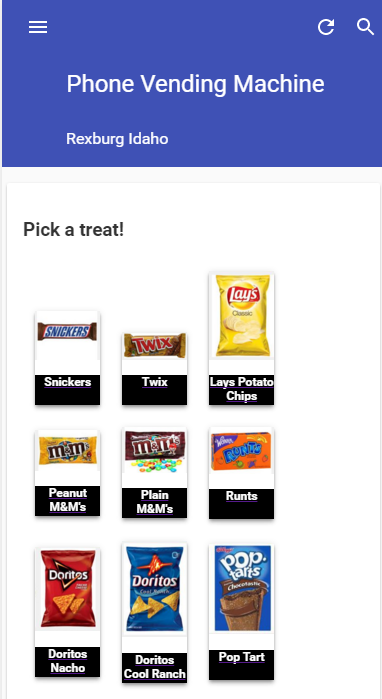 Phone Vending Machine
Rexburg Idaho
Pick a treat!
SNICKERS
TWIX
Lay's
Classic
Snickers
Twix
Lays Potato
Chips
m&m's
m&m's
Wonka
RUNTS
Peanut
M&M's
Plain
M&M's
Runts
Doritos
Doritos
Cool Ranch
POP·
tarts
Chocotastic
Doritos
Nacho
Doritos
Cool Ranch
Pop Tart